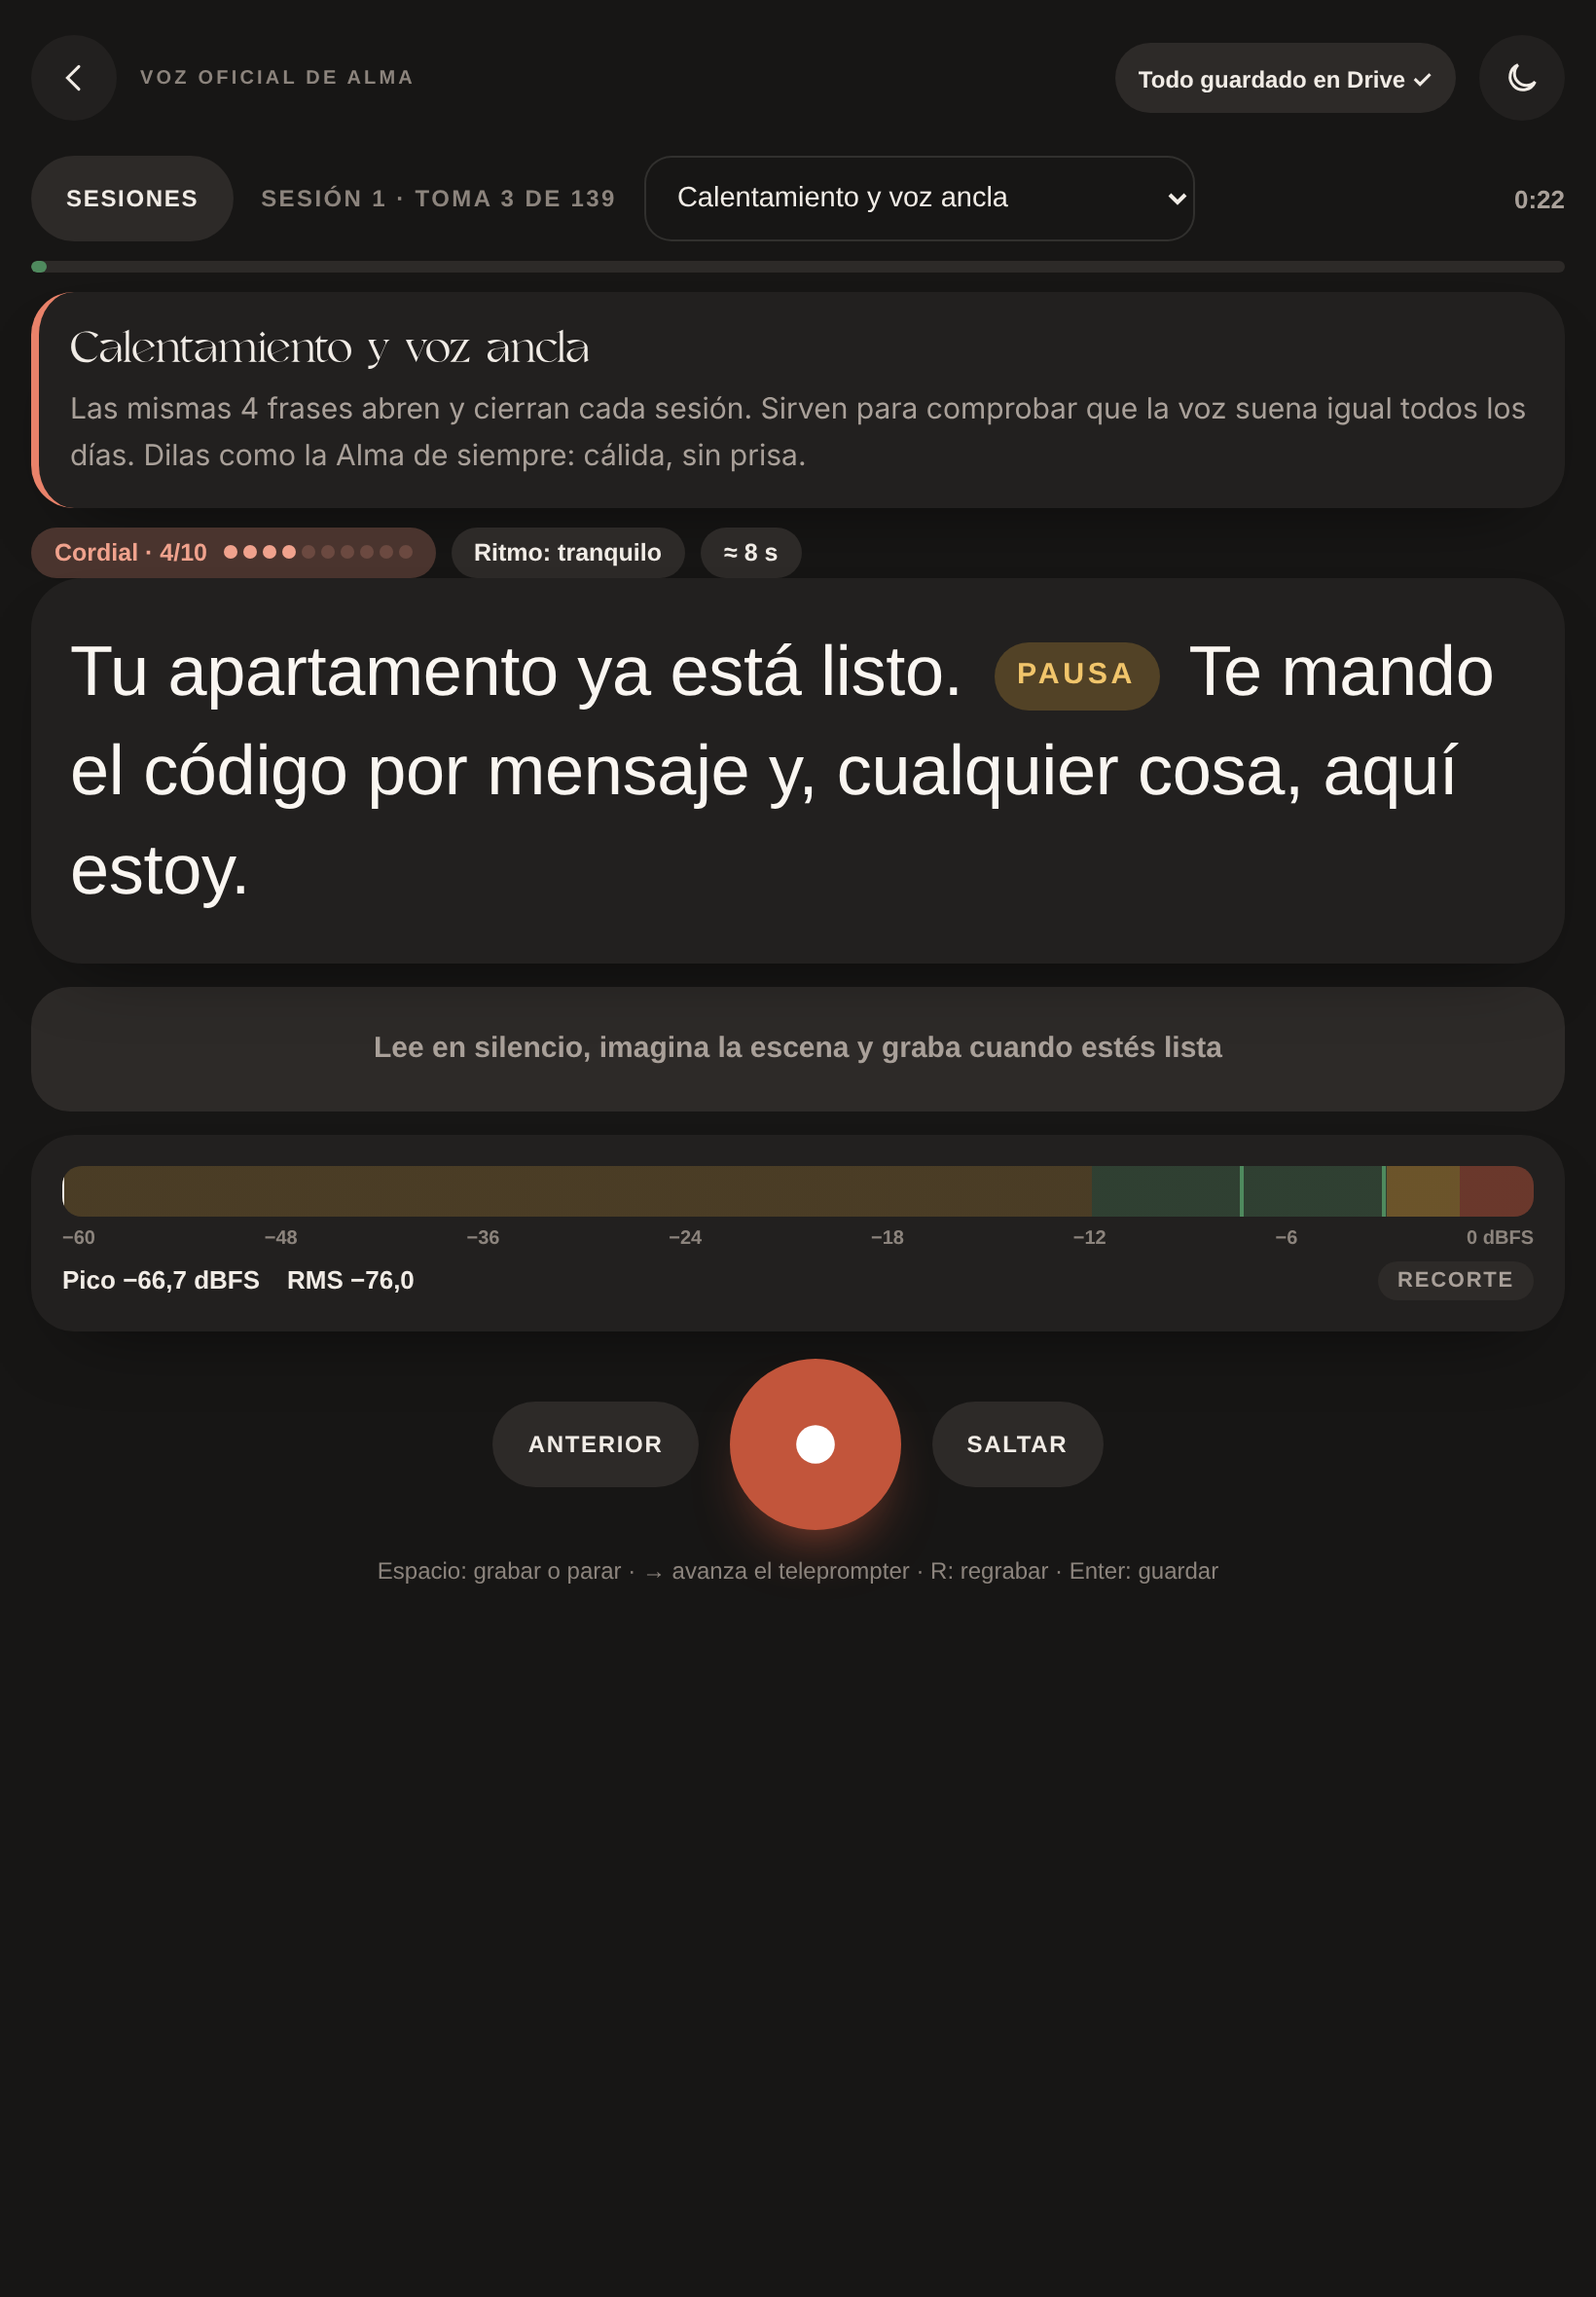 VOZ OFICIAL DE ALMA
Todo guardado en Drive ✓
SESIONES
SESIÓN 1 · TOMA 3 DE 139
Calentamiento y voz ancla
0:22
Calentamiento y voz ancla
Las mismas 4 frases abren y cierran cada sesión. Sirven para comprobar que la voz suena igual todos los
días. Dilas como la Alma de siempre: cálida, sin prisa.
Cordial · 4/10
Ritmo: tranquilo
≈ 8 s
Tu apartamento ya está listo. PAUSA Te mando
el código por mensaje y, cualquier cosa, aquí
estoy.
Lee en silencio, imagina la escena y graba cuando estés lista
−60 −48 −36 −24 −18 −12 −6 0 dBFS
Pico −66,7 dBFS RMS −76,0
RECORTE
ANTERIOR
SALTAR
Espacio: grabar o parar · → avanza el teleprompter · R: regrabar · Enter: guardar